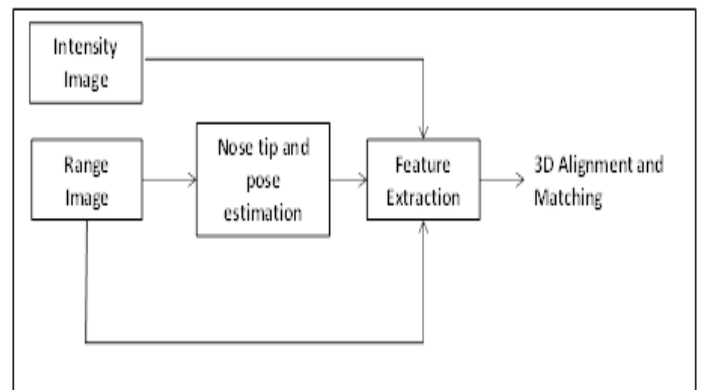 Intensity
Image
Range
Image
Nose tip and
pose
estimation
Feature
Extraction
3D Alignment and
Matching